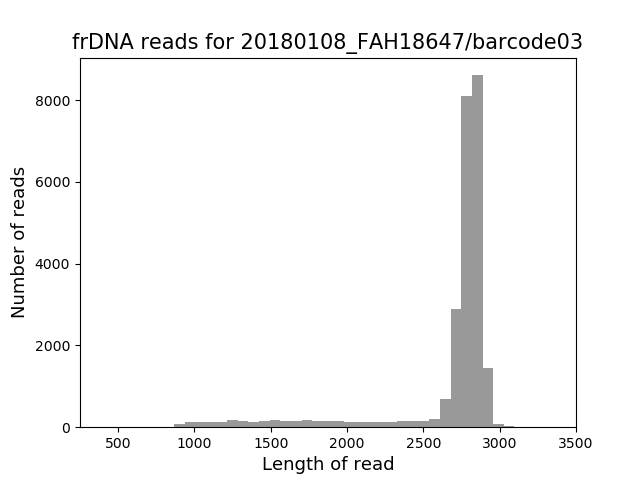 frDNA reads for 20180108_FAH18647/barcode03
Number of reads
8000
6000
4000
2000
0
500 1000 1500 2000 2500 3000 3500
Length of read